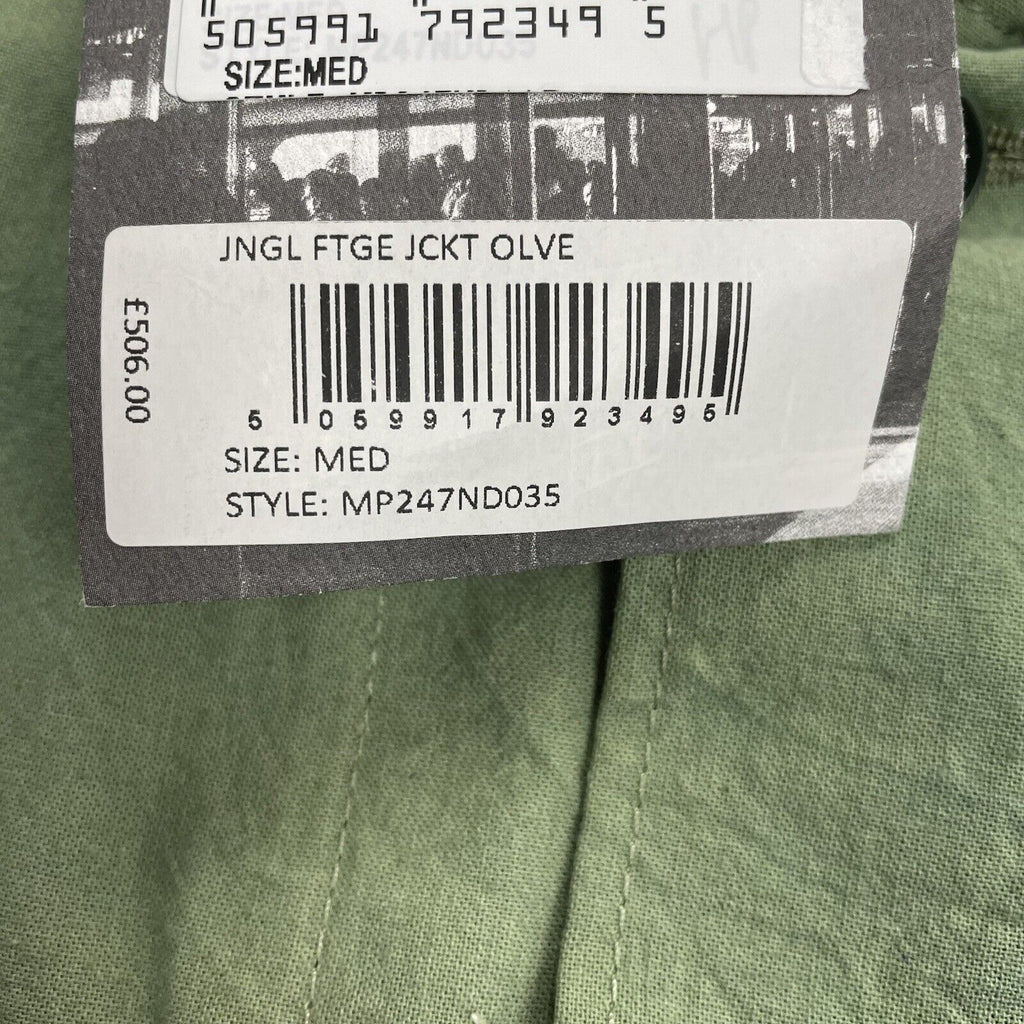 505991 792349 5
SIZE:MED
JNGL FTGE JCKT OLVE
£506.00
5 059917 923495
SIZE: MED
STYLE: MP247ND035